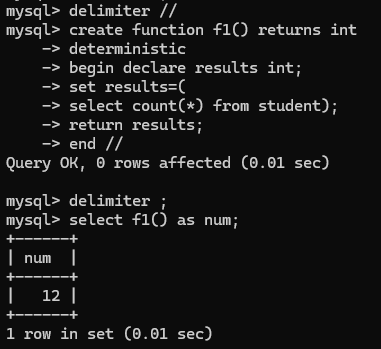 mysql> delimiter //
mysql> create function f1() returns int
    -> deterministic
    -> begin declare results int;
    -> set results=(
    -> select count(*) from student);
    -> return results;
    -> end //
Query OK, 0 rows affected (0.01 sec)

mysql> delimiter ;
mysql> select f1() as num;
+------+
| num  |
+------+
|   12 |
+------+
1 row in set (0.01 sec)